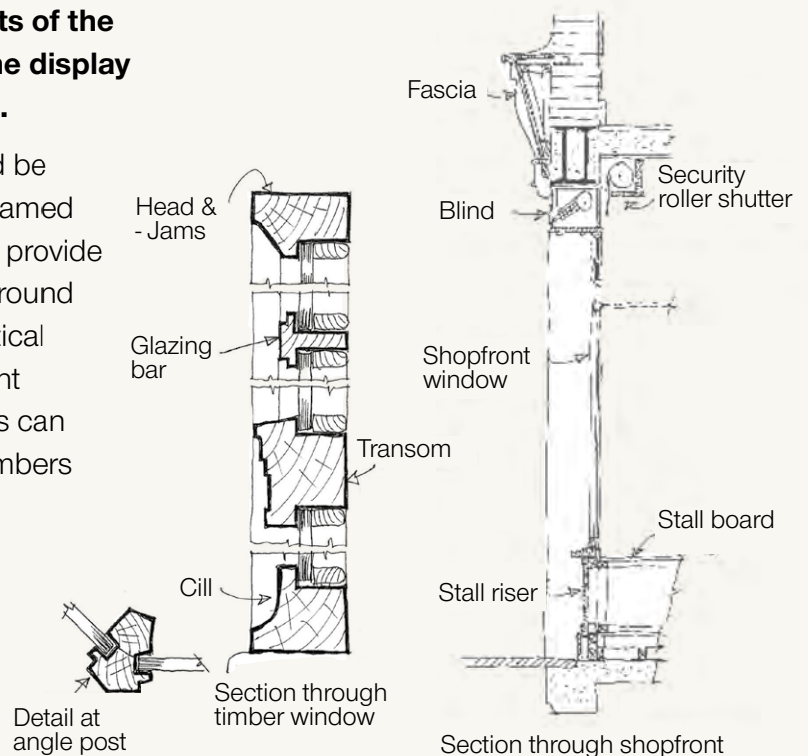 ts of the
ne display
.
d be
amed
provide
round
tical
nt
s can
mbers
Head &
- Jams
Glazing
bar
Transom
Cill
Detail at
angle post
Section through
timber window
Fascia
Blind
Security
roller shutter
Shopfront
window
Stall board
Stall riser
Section through shopfront